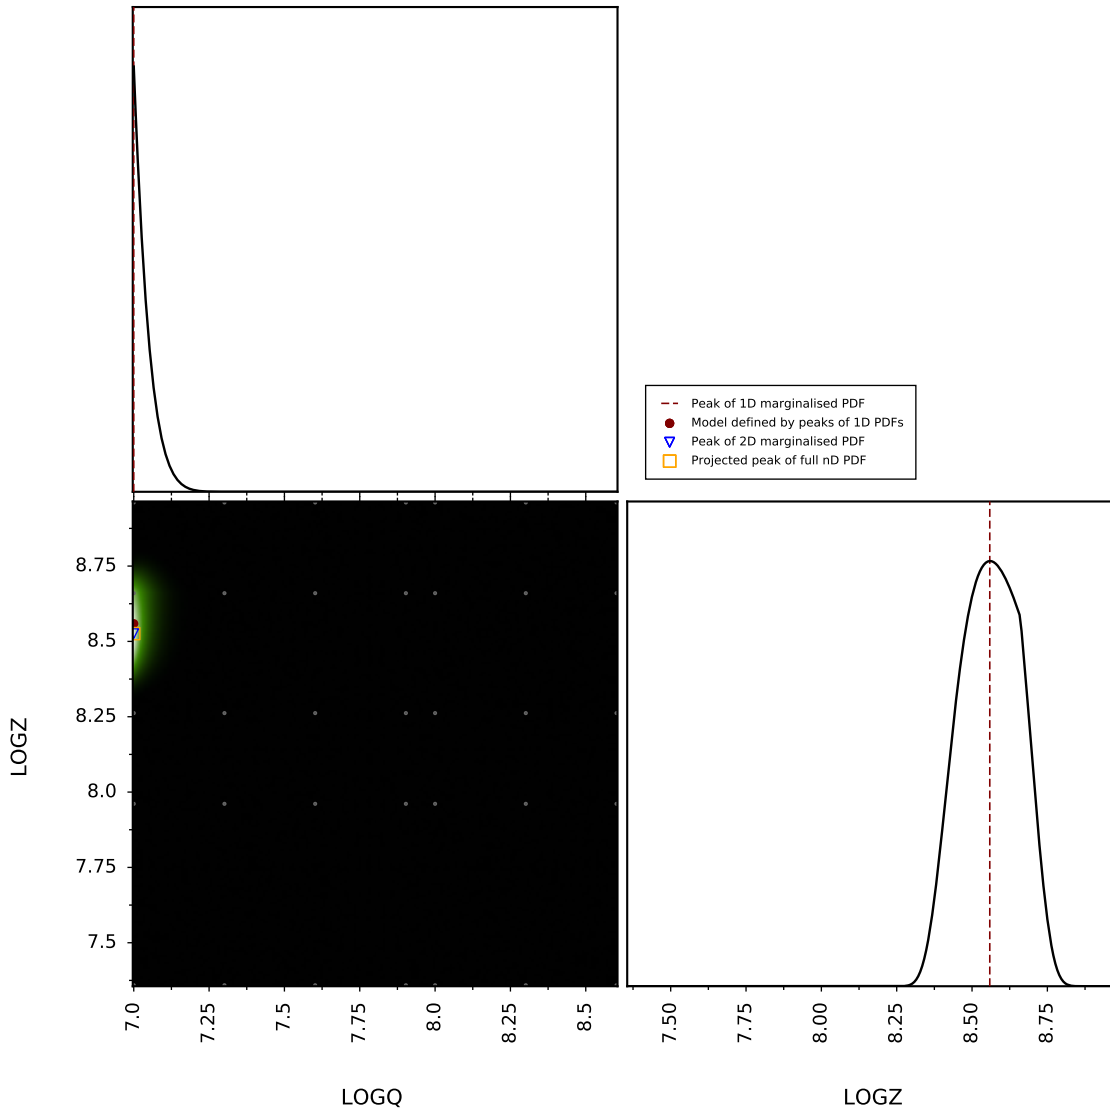 Peak of 1D marginalised PDF
Model defined by peaks of 1D PDFs
Peak of 2D marginalised PDF
Projected peak of full nD PDF
LOGZ
8.75
8.5
8.25
8.0
7.75
7.5
7.0
7.25
7.5
7.75
8.0
8.25
8.5
LOGQ
7.50
7.75
8.00
8.25
8.50
8.75
LOGZ